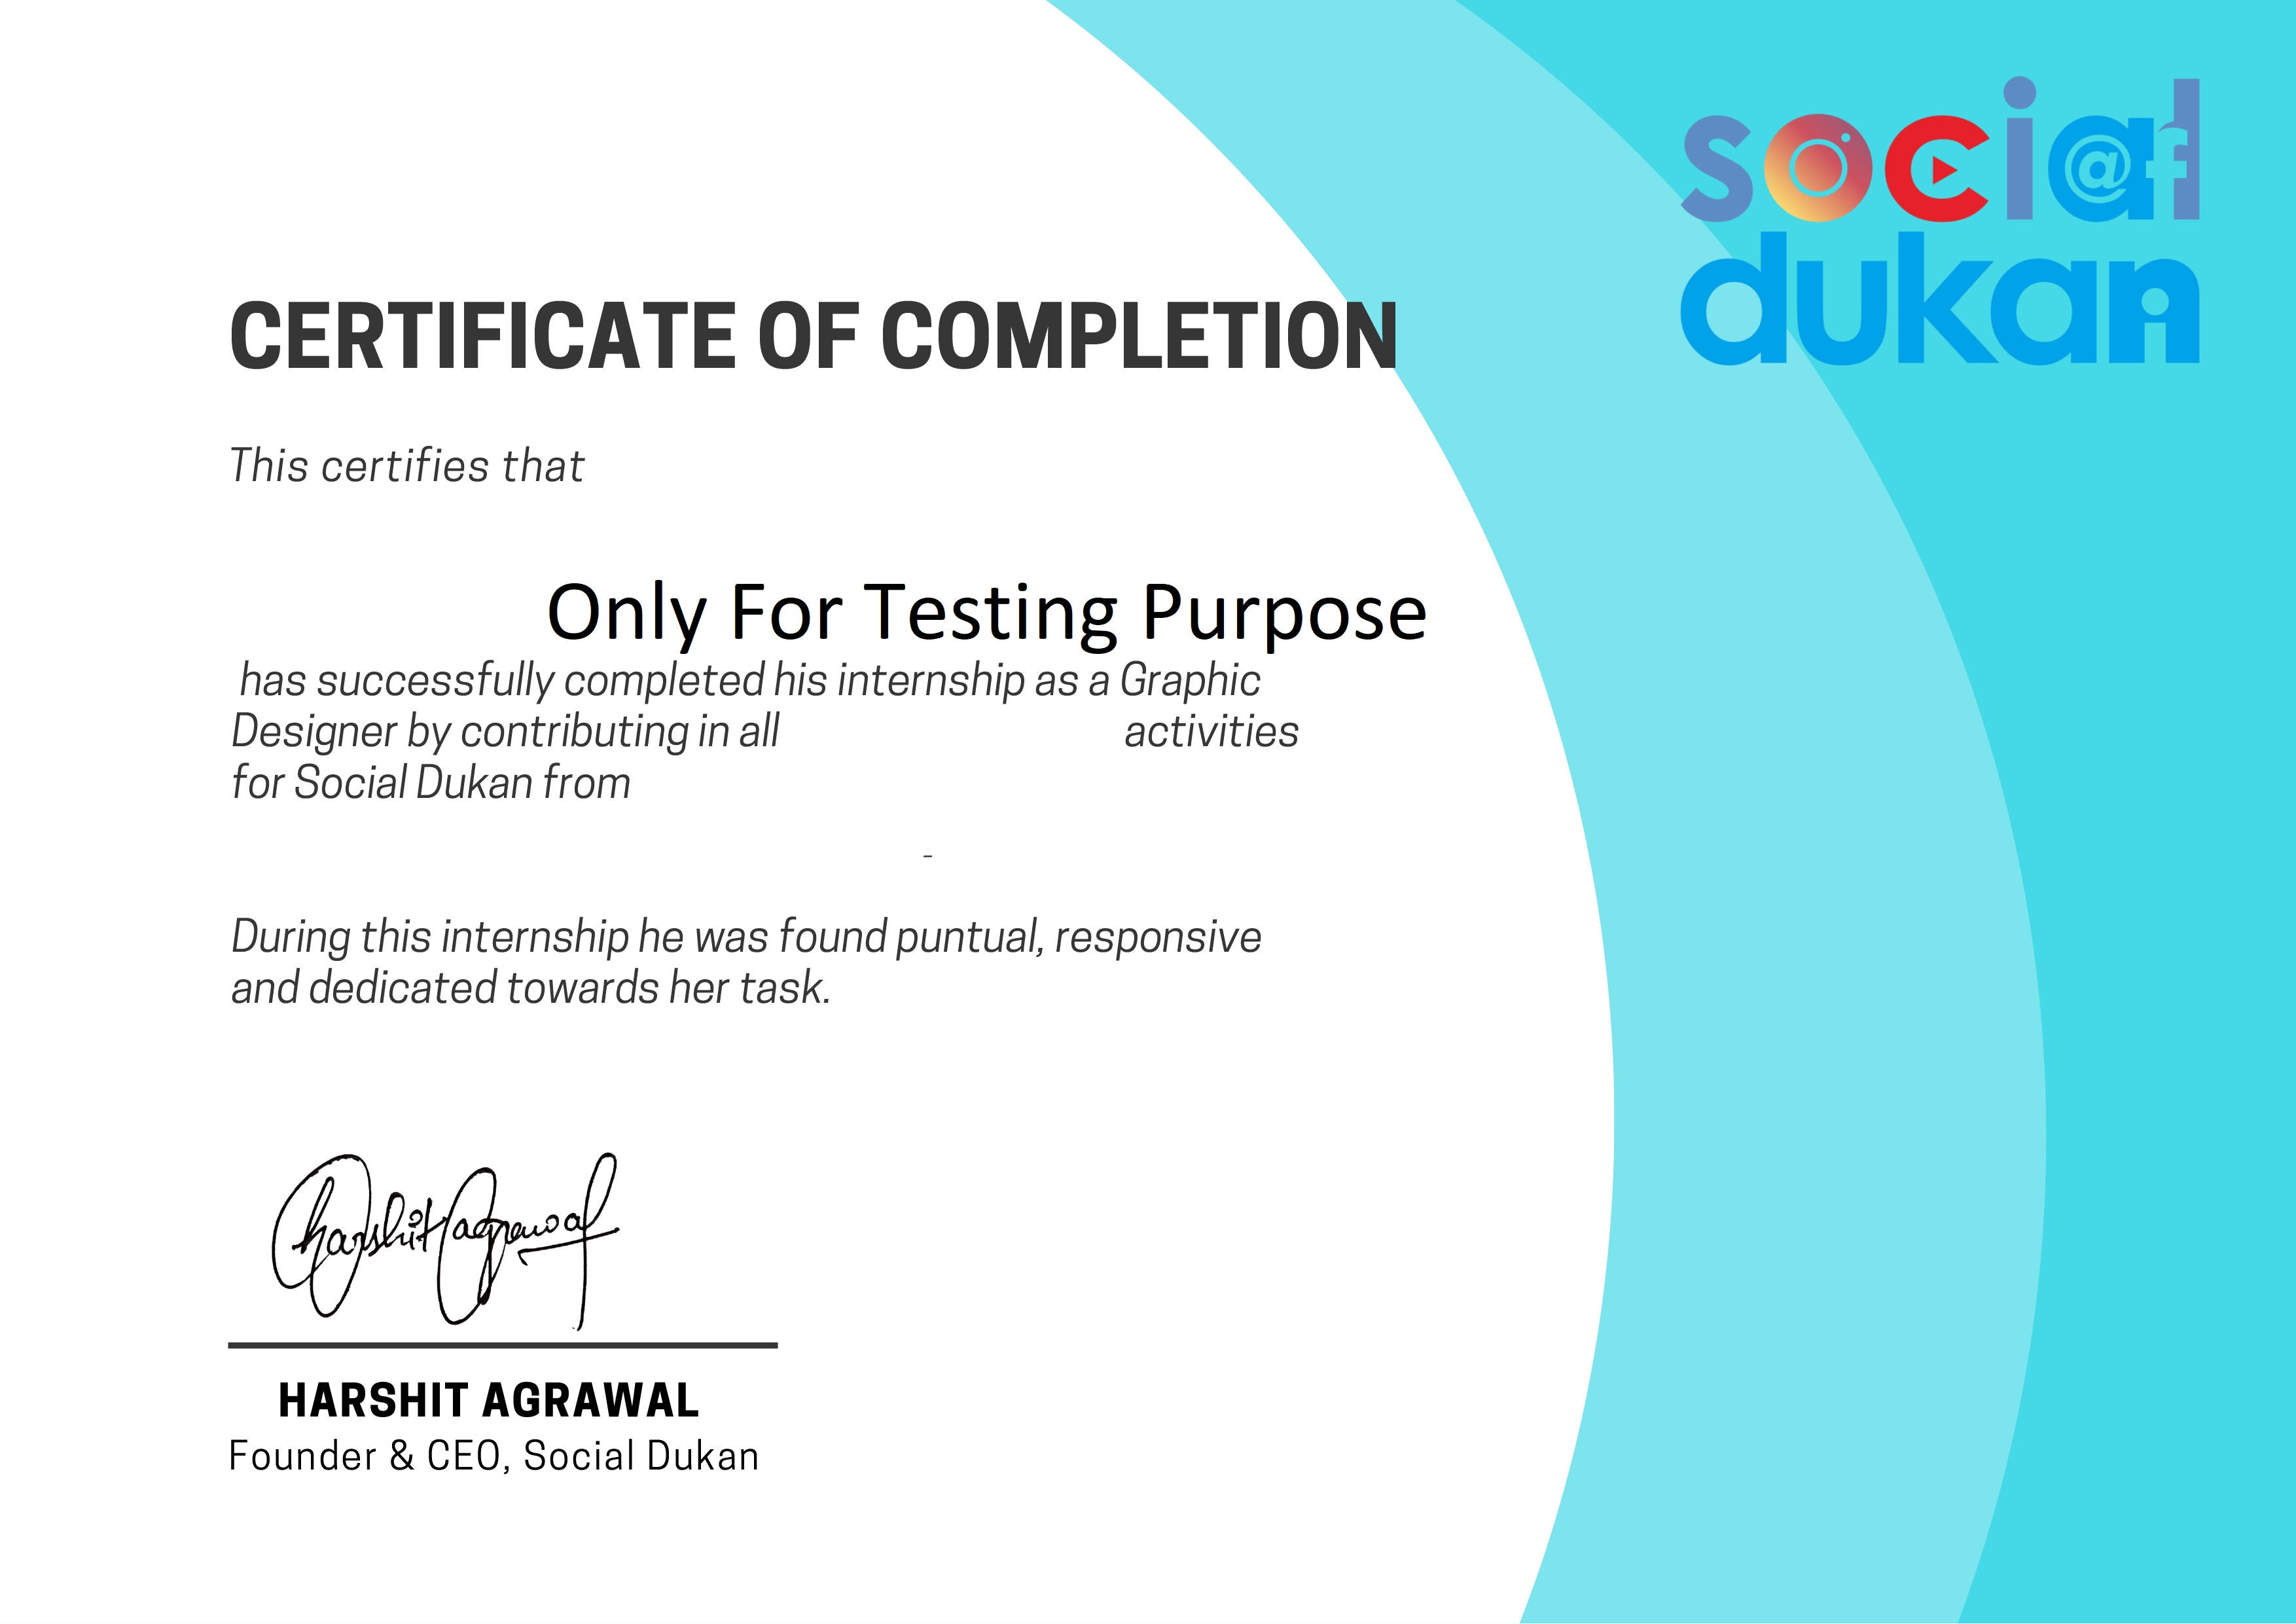 social
dukan
CERTIFICATE OF COMPLETION
This certifies that
Only For Testing Purpose
has successfully completed his internship as a Graphic
Designer by contributing in all activities
for Social Dukan from
-
During this internship he was found puntual, responsive
and dedicated towards her task.
Harshit Agrawal
HARSHIT AGRAWAL
Founder & CEO, Social Dukan